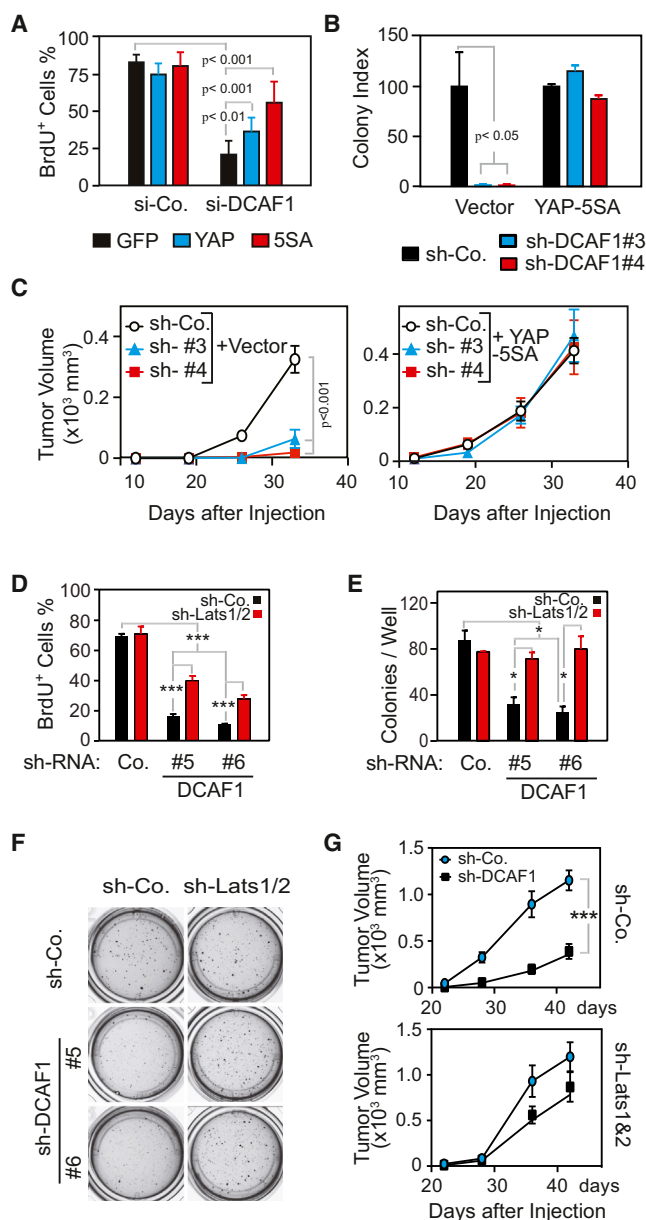 A
BrdU⁺ Cells %
100
75
50
25
0
p< 0.001
p< 0.001
p< 0.01
si-Co.
si-DCAF1
GFP
YAP
5SA
B
Colony Index
150
100
50
0
p< 0.05
Vector
YAP-5SA
sh-Co.
sh-DCAF1#3
sh-DCAF1#4
C
Tumor Volume
(x10³ mm³)
0.4
0.2
0
sh-Co.
sh- #3
sh- #4
+Vector
p<0.001
10 20 30 40
Days after Injection
0.4
0.2
0
sh-Co.
sh- #3
sh- #4
+ YAP
-5SA
10 20 30 40
Days after Injection
D
BrdU⁺ Cells %
100
80
60
40
20
0
sh-Co.
sh-Lats1/2
***
***
***
sh-RNA: Co. #5 #6
DCAF1
E
Colonies / Well
120
80
40
0
sh-Co.
sh-Lats1/2
*
*
*
sh-RNA: Co. #5 #6
DCAF1
F
sh-Co. sh-Lats1/2
sh-Co.
sh-DCAF1
#5
#6
G
Tumor Volume
(x10³ mm³)
1.5
1.0
0.5
0
sh-Co.
sh-DCAF1
***
sh-Co.
20 30 40 days
Tumor Volume
(x10³ mm³)
1.5
1.0
0.5
0
sh-Lats1&2
20 30 40 days
Days after Injection